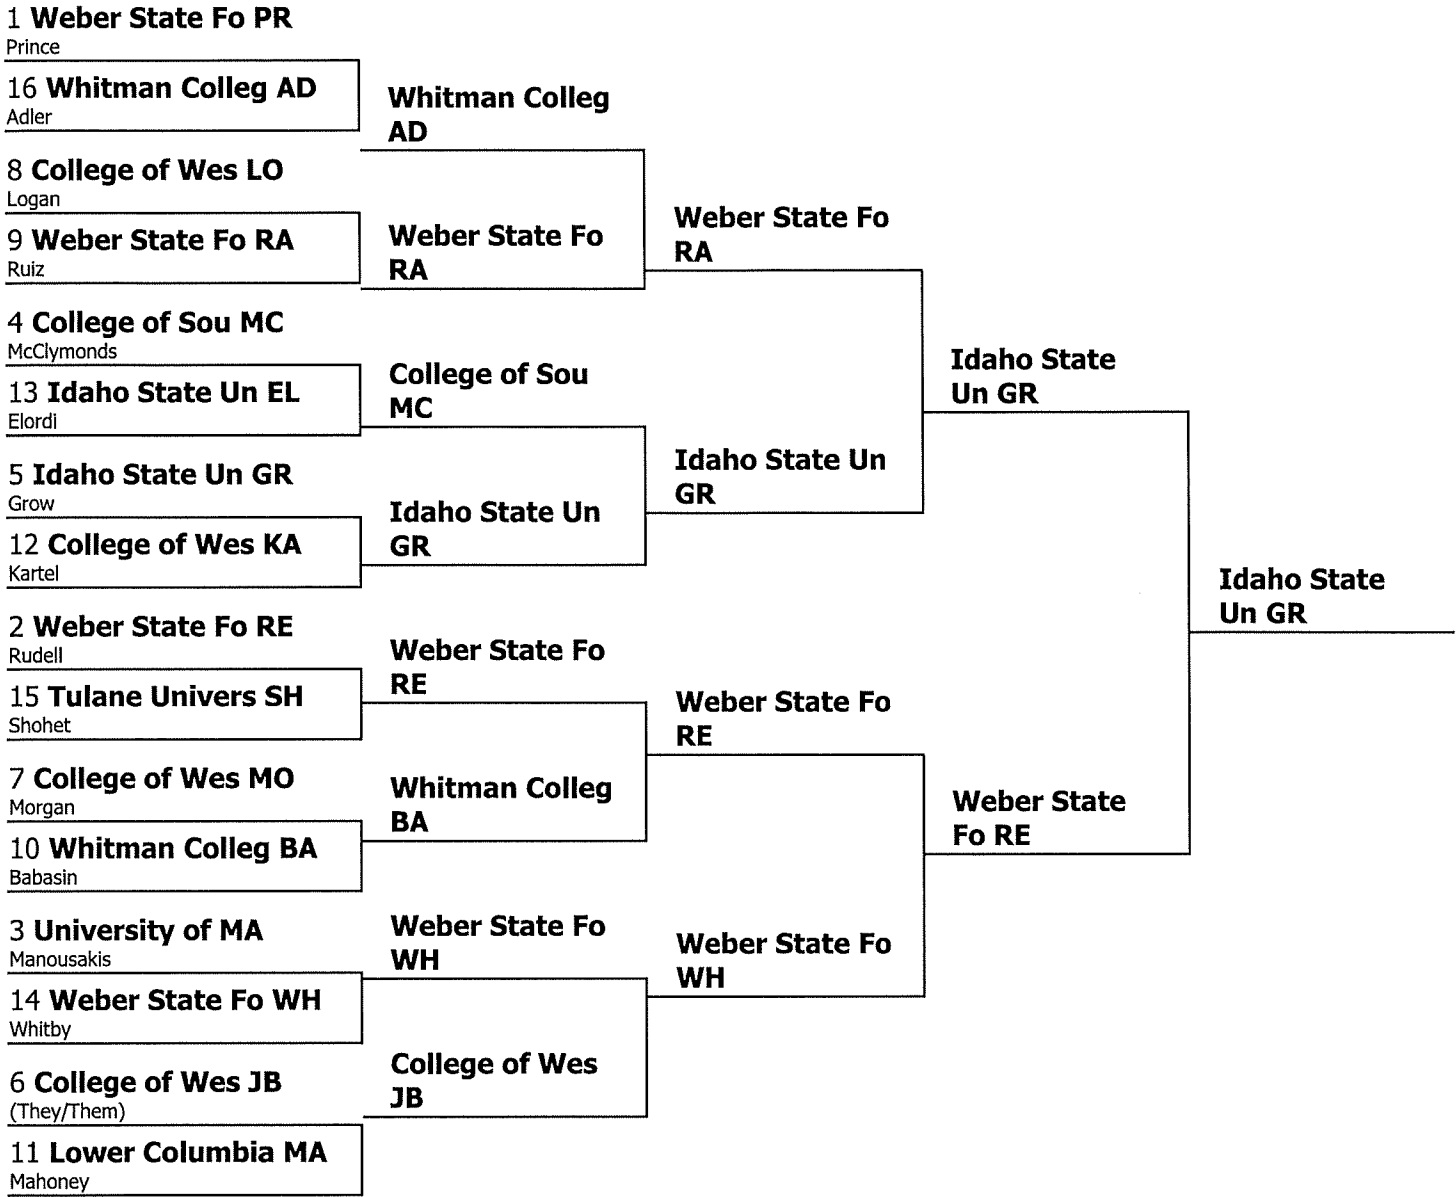 1 Weber State Fo PR
Prince
16 Whitman Colleg AD
Adler
8 College of Wes LO
Logan
9 Weber State Fo RA
Ruiz
4 College of Sou MC
McClymonds
13 Idaho State Un EL
Elordi
5 Idaho State Un GR
Grow
12 College of Wes KA
Kartel
2 Weber State Fo RE
Rudell
15 Tulane Univers SH
Shohet
7 College of Wes MO
Morgan
10 Whitman Colleg BA
Babasin
3 University of MA
Manousakis
14 Weber State Fo WH
Whitby
6 College of Wes JB
(They/Them)
11 Lower Columbia MA
Mahoney
Whitman Colleg
AD
Weber State Fo
RA
College of Sou
MC
Idaho State Un
GR
Weber State Fo
RE
Whitman Colleg
BA
Weber State Fo
WH
College of Wes
JB
Weber State Fo
RA
Idaho State Un
GR
Weber State Fo
RE
Weber State Fo
WH
Idaho State
Un GR
Weber State
Fo RE
Idaho State
Un GR